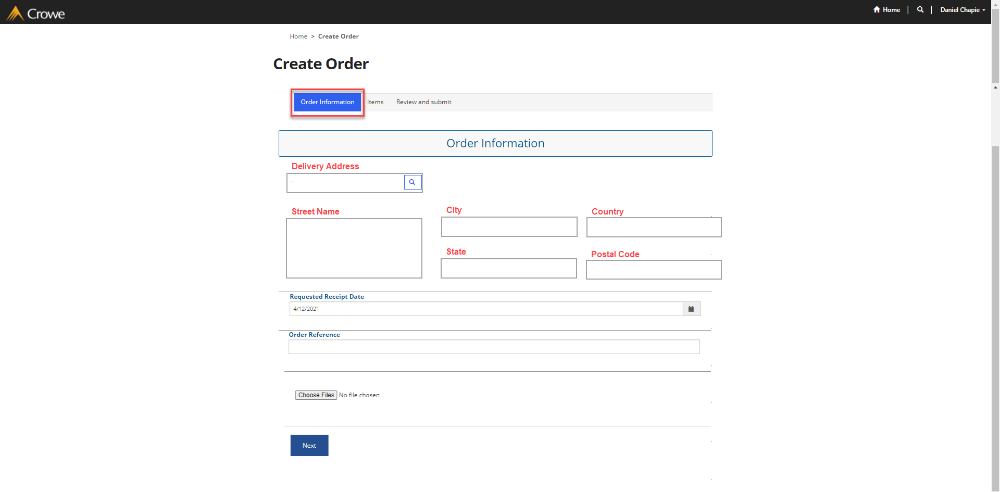 Crowe
Home
Daniel Chapie
Home > Create Order
Create Order
Order Information
Items
Review and submit
Order Information
Delivery Address
Street Name
City
Country
State
Postal Code
Requested Receipt Date
4/12/2021
Order Reference
Choose Files No file chosen
Next